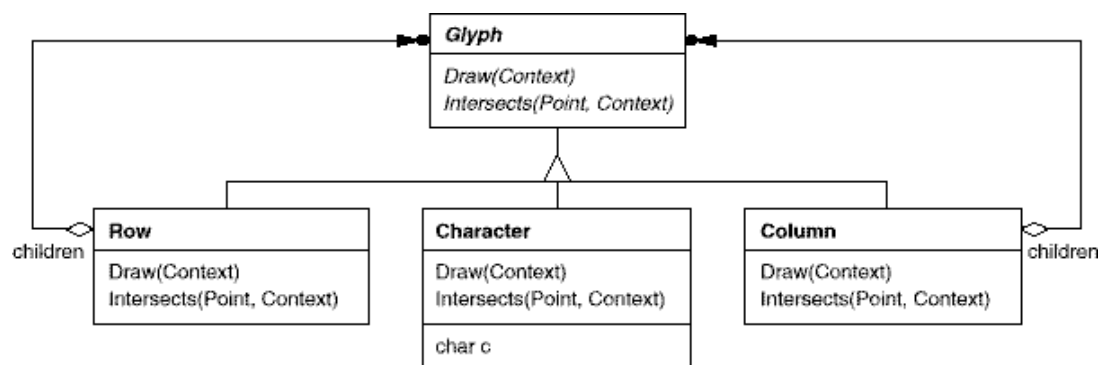 Glyph
Draw(Context)
Intersects(Point, Context)
children
Row
Draw(Context)
Intersects(Point, Context)
Character
Draw(Context)
Intersects(Point, Context)
char c
Column
Draw(Context)
Intersects(Point, Context)
children